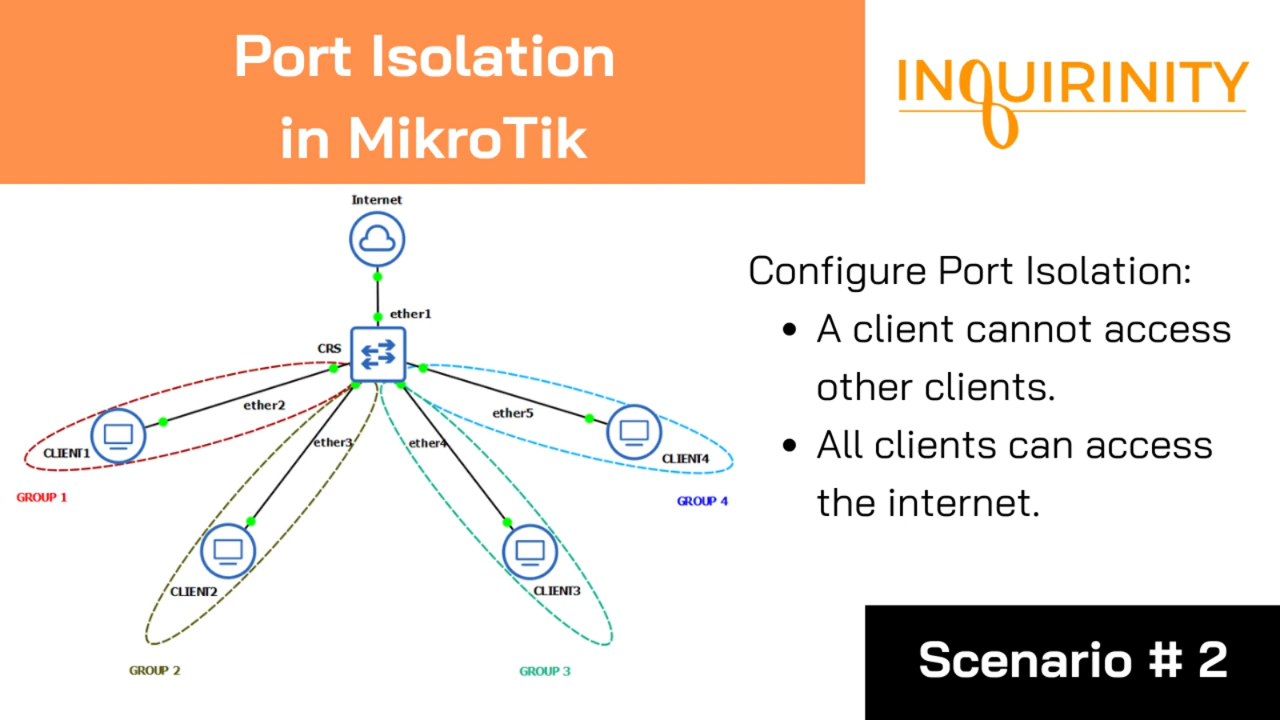 Port Isolation
in MikroTik
INQUIRINITY
Internet
ether1
CRS
ether2
ether3
ether4
ether5
CLIENT1
CLIENT4
GROUP 1
GROUP 4
CLIENT2
CLIENT3
GROUP 2
GROUP 3
Configure Port Isolation:
• A client cannot access
other clients.
• All clients can access
the internet.
Scenario # 2